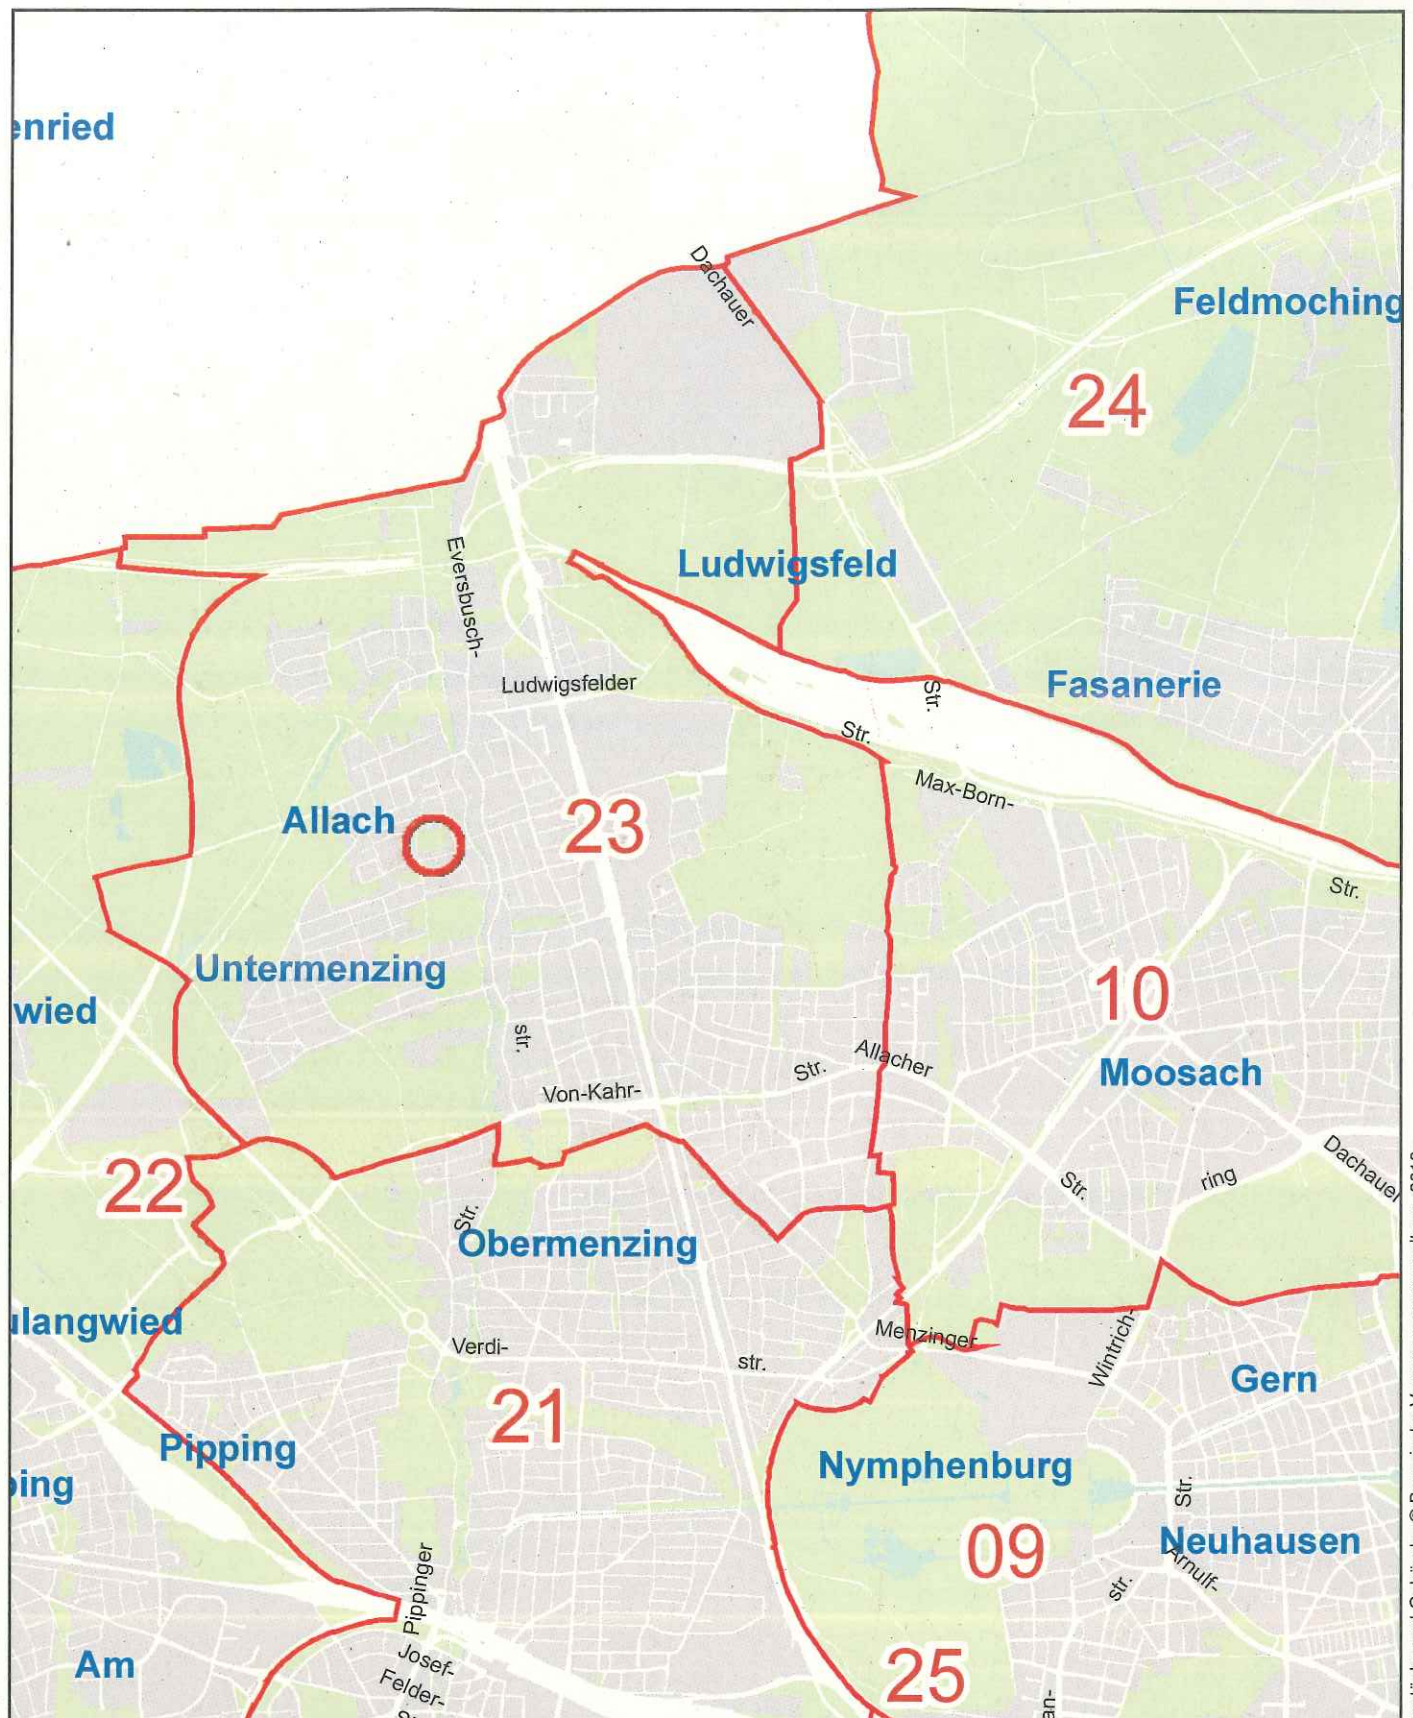 enried
Dachauer
Feldmoching
24
Eversbusch-
Ludwigsfeld
Ludwigsfelder
Str.
Fasanerie
Str.
Max-Born-
Allach
23
Str.
Untermenzing
10
wied
str.
Allacher
Str.
Moosach
Von-Kahr-
22
Dachauer
Str.
ring
Str.
Obermenzing
ulangwied
Menzinger
Wintrich-
Verdi-
str.
Gern
21
Pipping
Nymphenburg
ping
Str.
09
Neuhausen
Arnulf-
str.
Pippinger
Am
Josef-
Felder-
25
an-